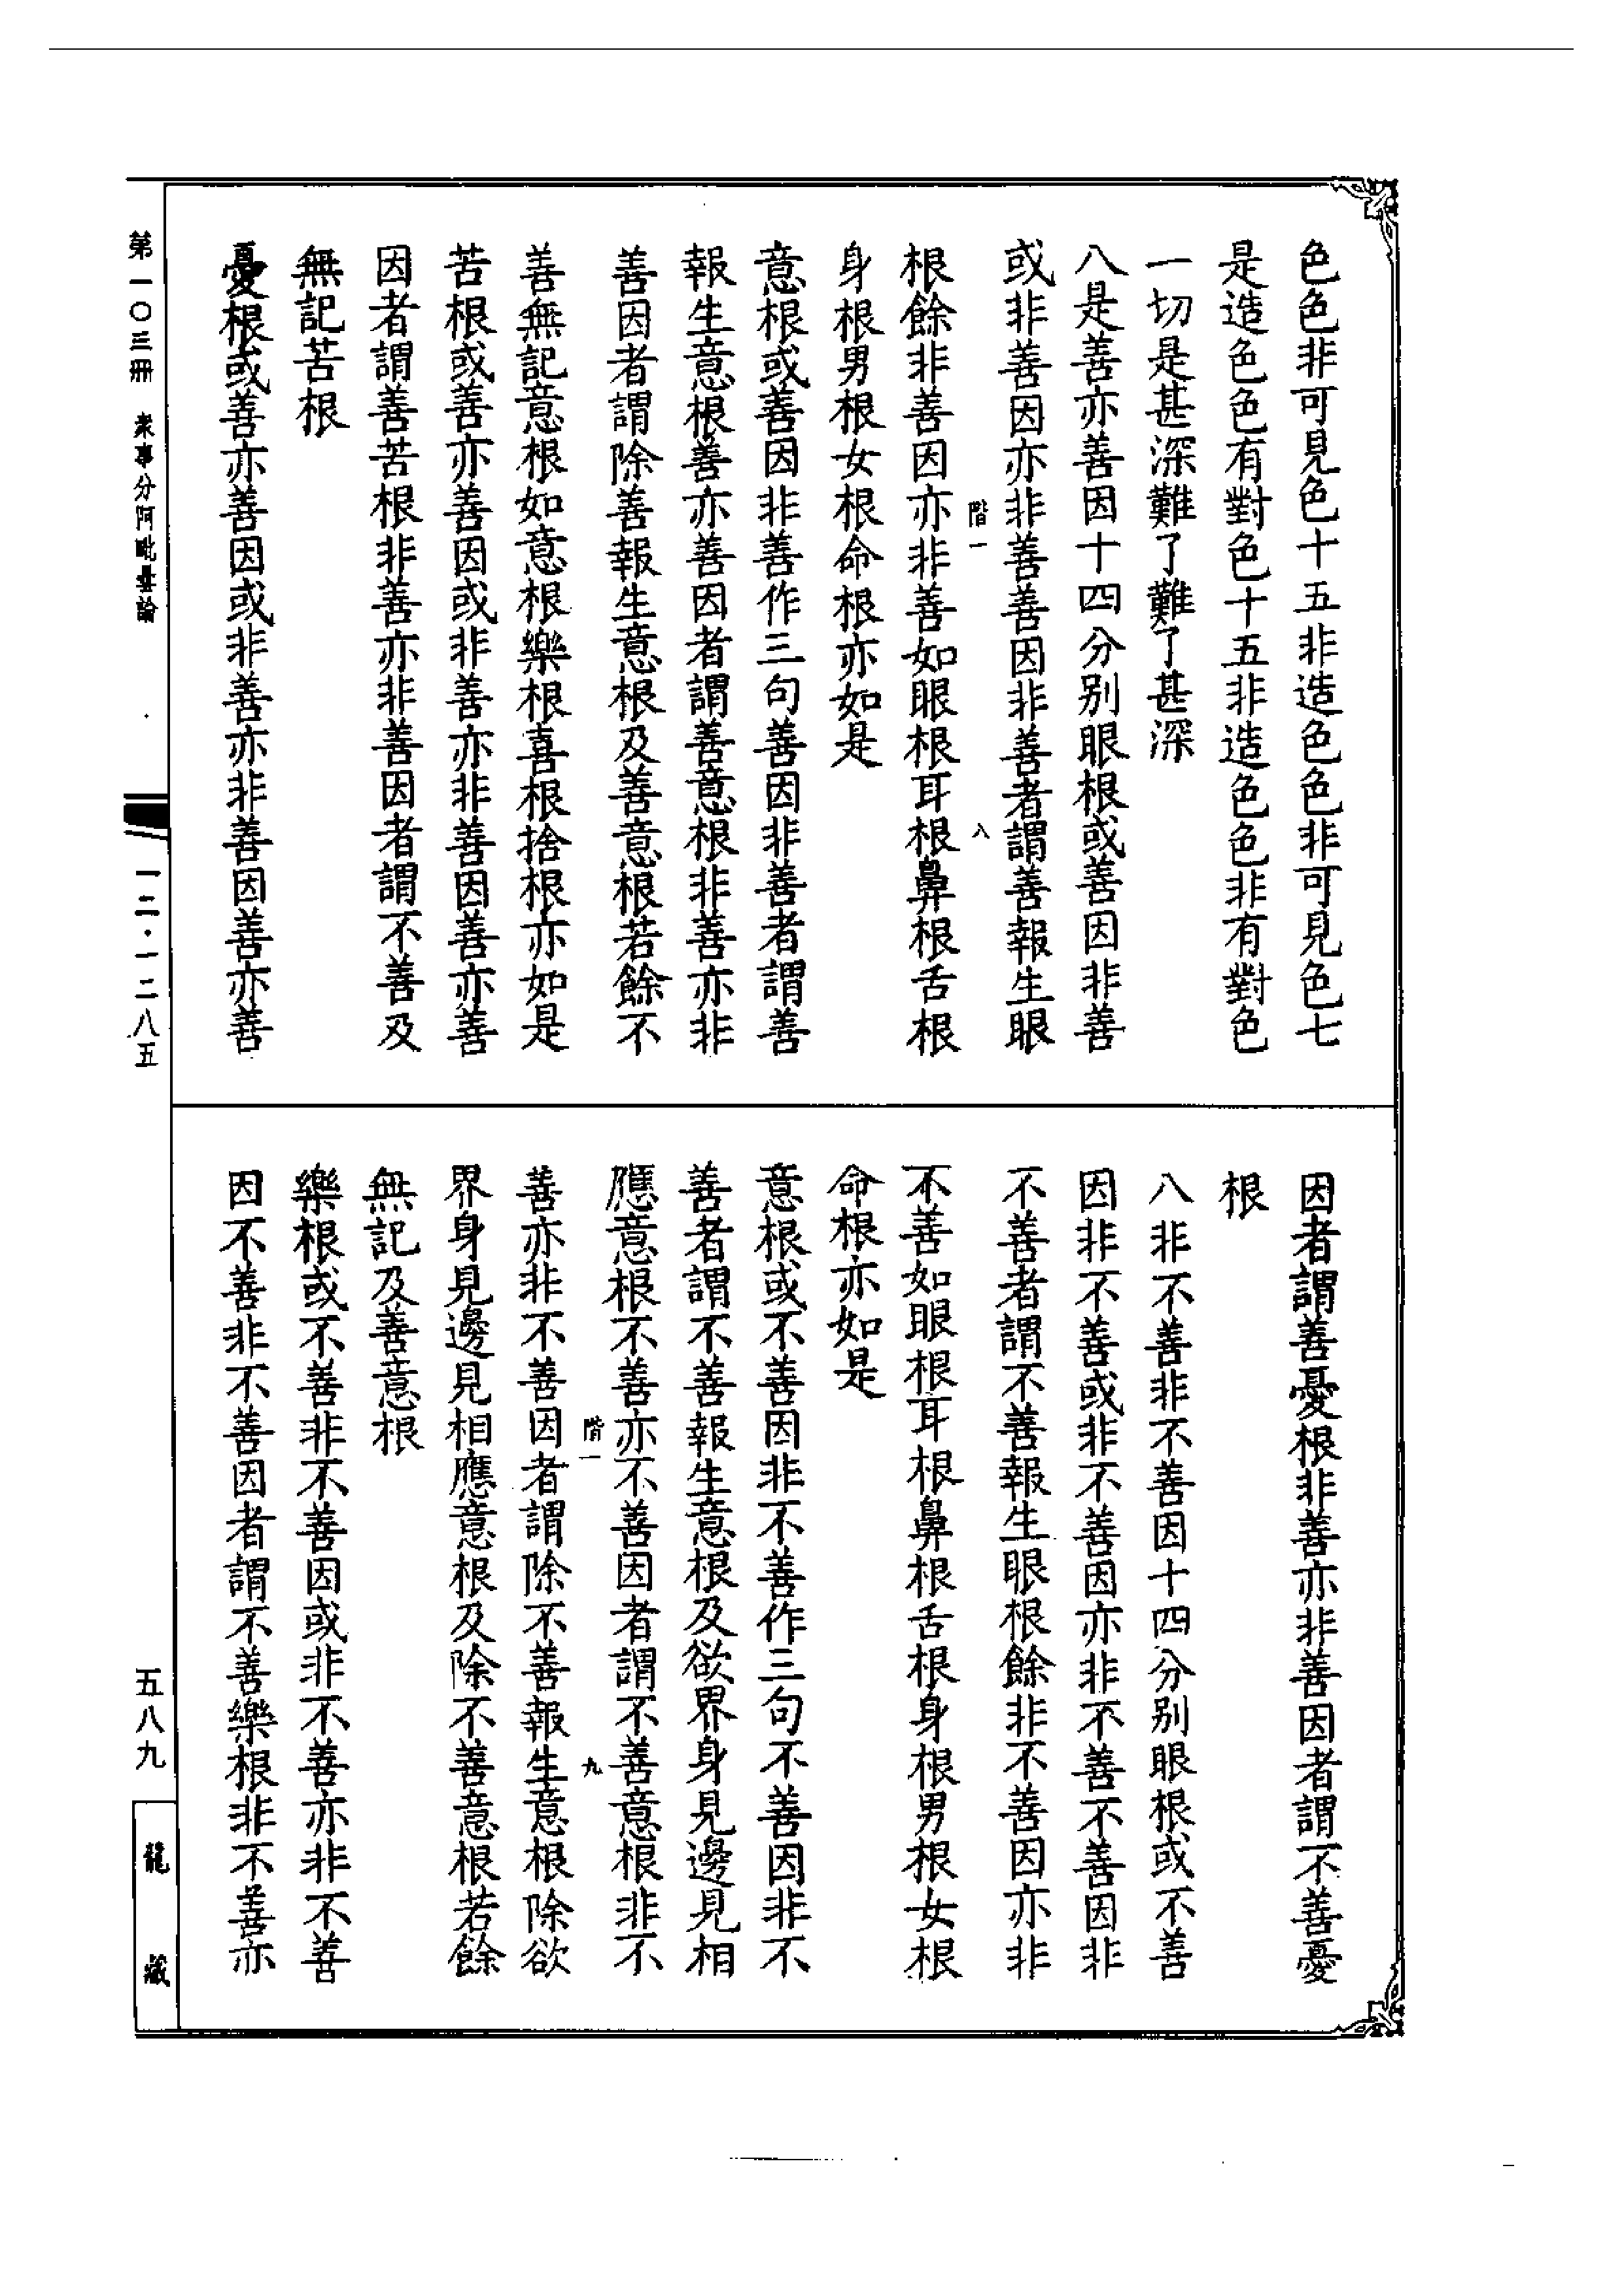 色色非可見色十五非造色色非可見色七
是造色色有對色十五非造色色非有對色
一切是甚深難了難了甚深
八是善亦善因十四分別眼根或善因非善
或非善因亦非善善因非善者謂善報生眼
階一 八
根餘非善因亦非善如眼根耳根鼻根舌根
身根男根女根命根亦如是
意根或善因非善作三句善因非善者謂善
報生意根善亦善因者謂善意根非善亦非
善因者謂除善報生意根及善意根若餘不
善無記意根如意根樂根喜根捨根亦如是
苦根或善亦善因或非善亦非善因善亦善
因者謂善苦根非善亦非善因者謂不善及
無記苦根
憂根或善亦善因或非善亦非善因善亦善
因者謂善憂根非善亦非善因者謂不善憂
根
八非不善非不善因十四分別眼根或不善
因非不善或非不善因亦非不善不善因非
不善者謂不善報生眼根餘非不善因亦非
不善如眼根耳根鼻根舌根身根男根女根
命根亦如是
意根或不善因非不善作三句不善因非不
善者謂不善報生意根及欲界身見邊見相
應意根不善亦不善因者謂不善意根非不
階一 九
善亦非不善因者謂除不善報生意根除欲
界身見邊見相應意根及除不善意根若餘
無記及善意根
樂根或不善非不善因或非不善亦非不善
因不善非不善因者謂不善樂根非不善亦
第一〇三冊 衆事分阿毗曇論
一二·一二八五
五八九
龍藏